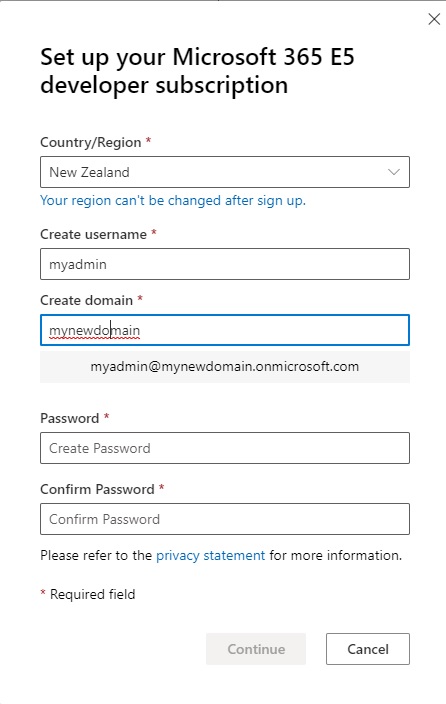 Set up your Microsoft 365 E5
developer subscription
Country/Region *
New Zealand
Your region can't be changed after sign up.
Create username *
myadmin
Create domain *
mynewdomain
myadmin@mynewdomain.onmicrosoft.com
Password *
Create Password
Confirm Password *
Confirm Password
Please refer to the privacy statement for more information.
* Required field
Continue
Cancel